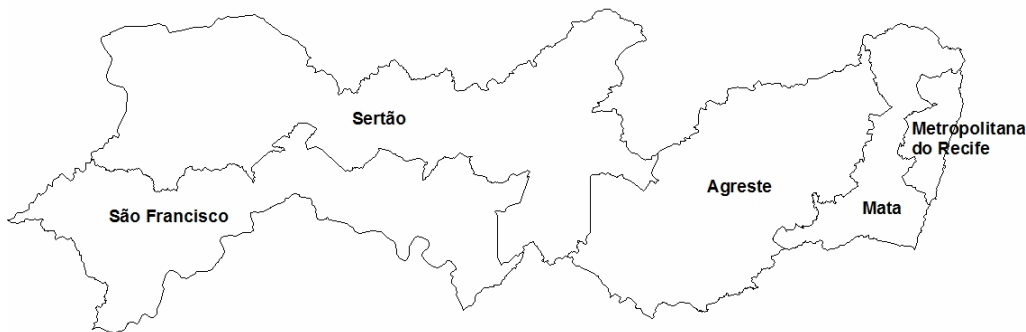 Sertão
Metropolitana
do Recife
Agreste
Mata
São Francisco